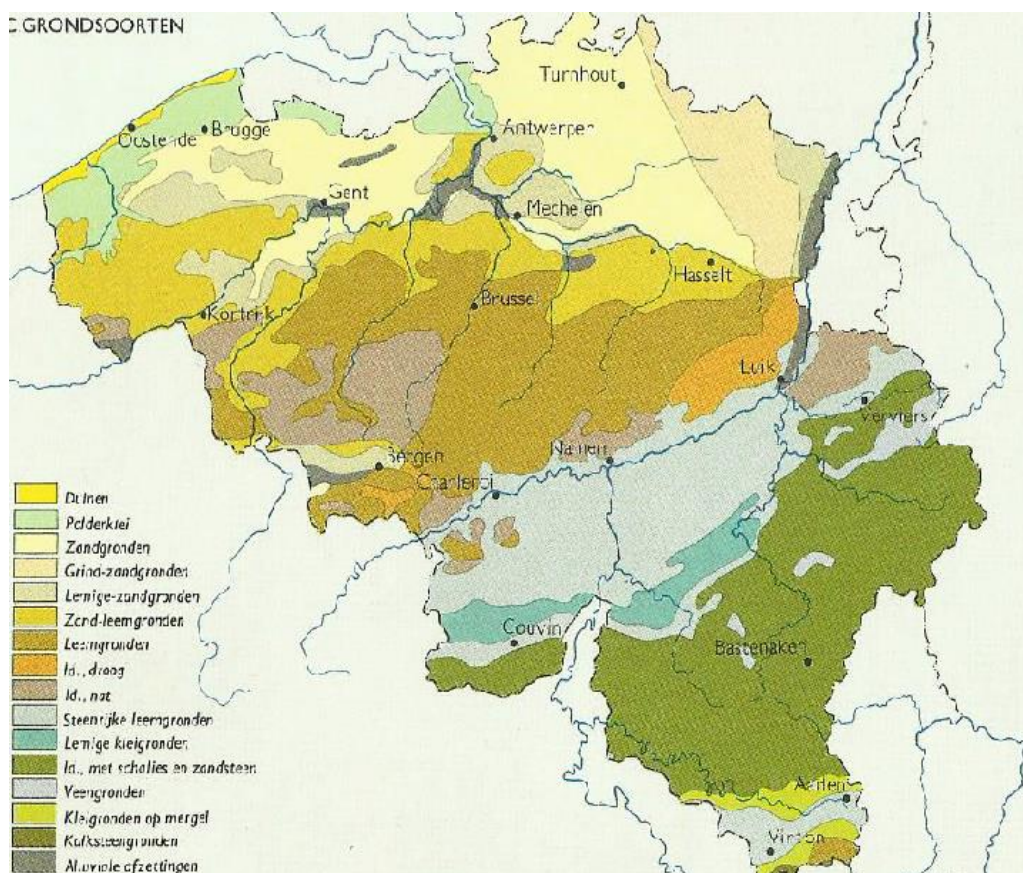 C GRONDSOORTEN
Turnhout
Antwerpen
Oostende
Brugge
Gent
Mechelen
Hasselt
Brussel
Kortrijk
Luik
Verviers
Namen
Bergen
Charleroi
Couvin
Bastenaken
Aarlen
Virton
Duinen
Polderklei
Zandgronden
Grind-zandgronden
Lemige-zandgronden
Zand-leemgronden
Leemgronden
Id., droog
Id., nat
Steenrijke leemgronden
Lemige kleigronden
Id., met schalies en zandsteen
Veengronden
Kleigronden op mergel
Kalksteengronden
Alluviale afzettingen